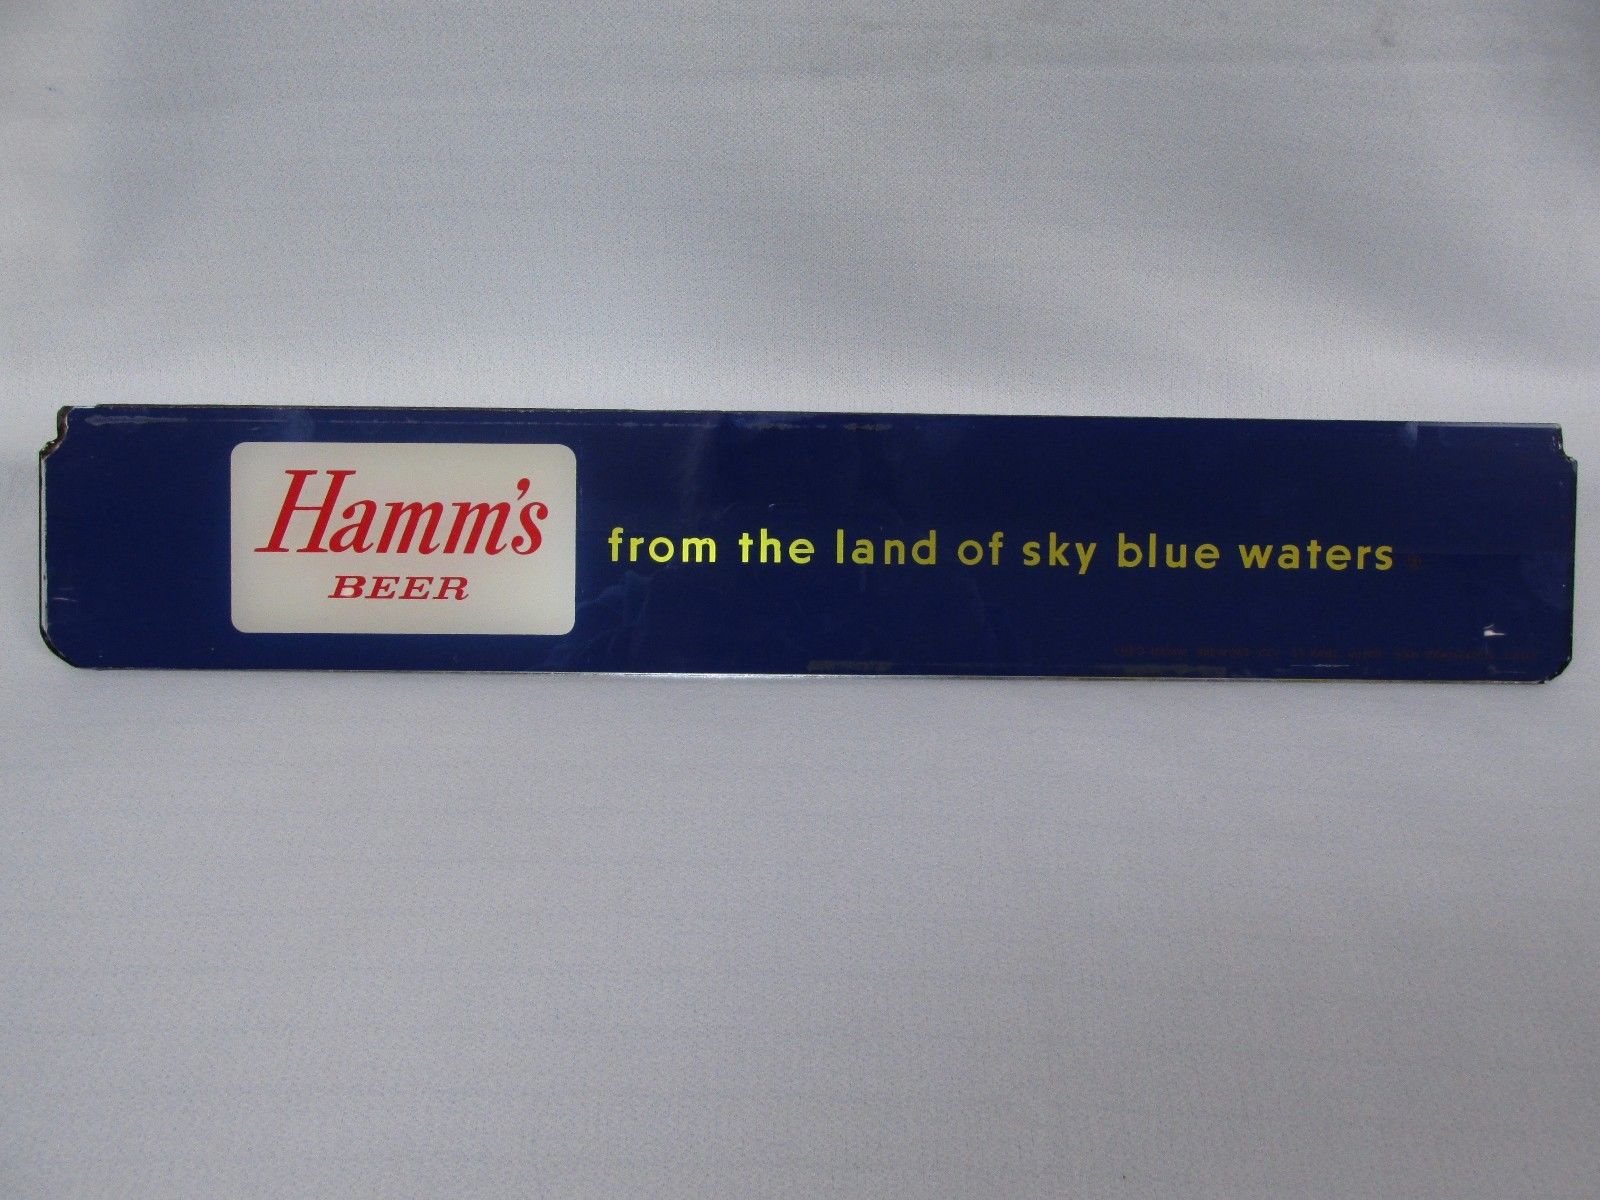 Hamm's
BEER
from the land of sky blue waters